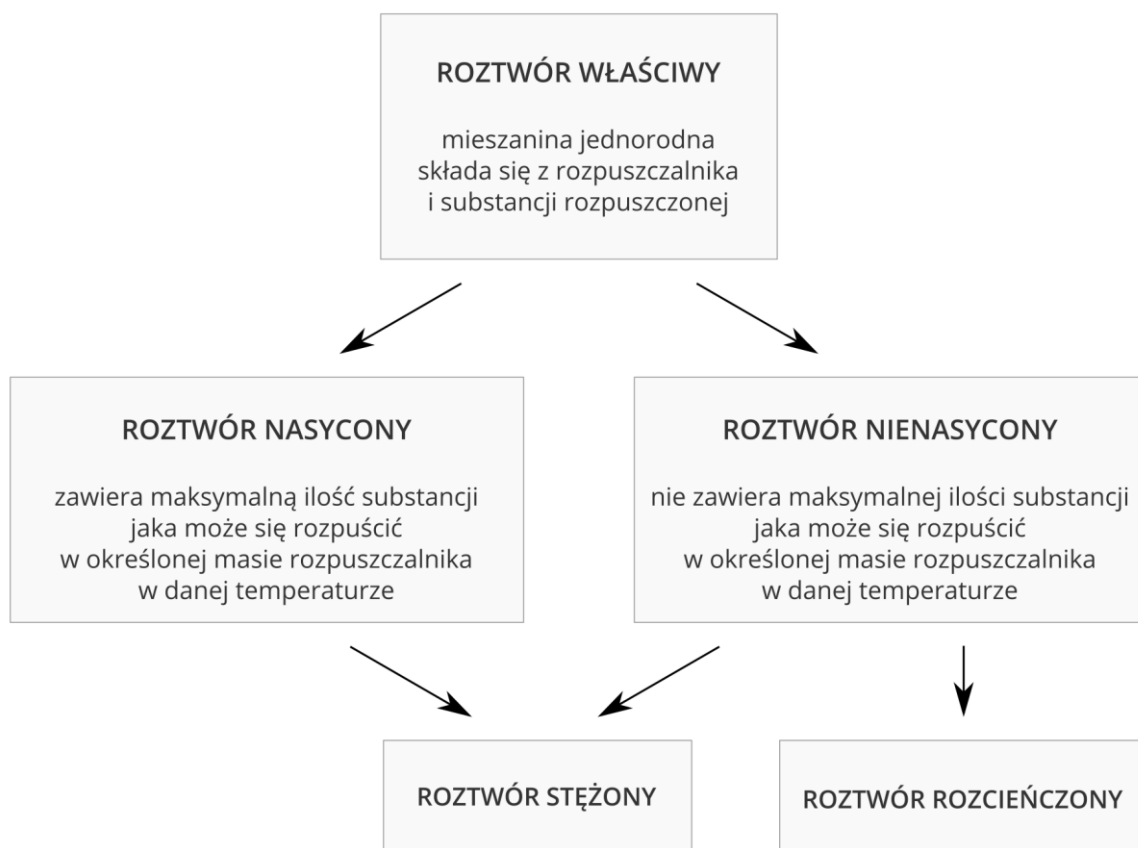 ROZTWÓR WŁAŚCIWY
mieszanina jednorodna
składa się z rozpuszczalnika
i substancji rozpuszczonej
ROZTWÓR NASYCONY
zawiera maksymalną ilość substancji
jaka może się rozpuścić
w określonej masie rozpuszczalnika
w danej temperaturze
ROZTWÓR NIENASYCONY
nie zawiera maksymalnej ilości substancji
jaka może się rozpuścić
w określonej masie rozpuszczalnika
w danej temperaturze
ROZTWÓR STĘŻONY
ROZTWÓR ROZCIEŃCZONY